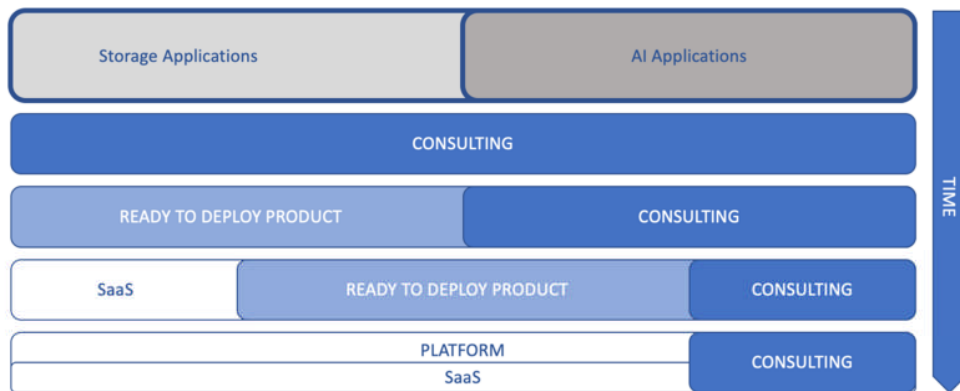 Storage Applications
AI Applications
CONSULTING
READY TO DEPLOY PRODUCT
CONSULTING
SaaS
READY TO DEPLOY PRODUCT
CONSULTING
PLATFORM
SaaS
CONSULTING
TIME